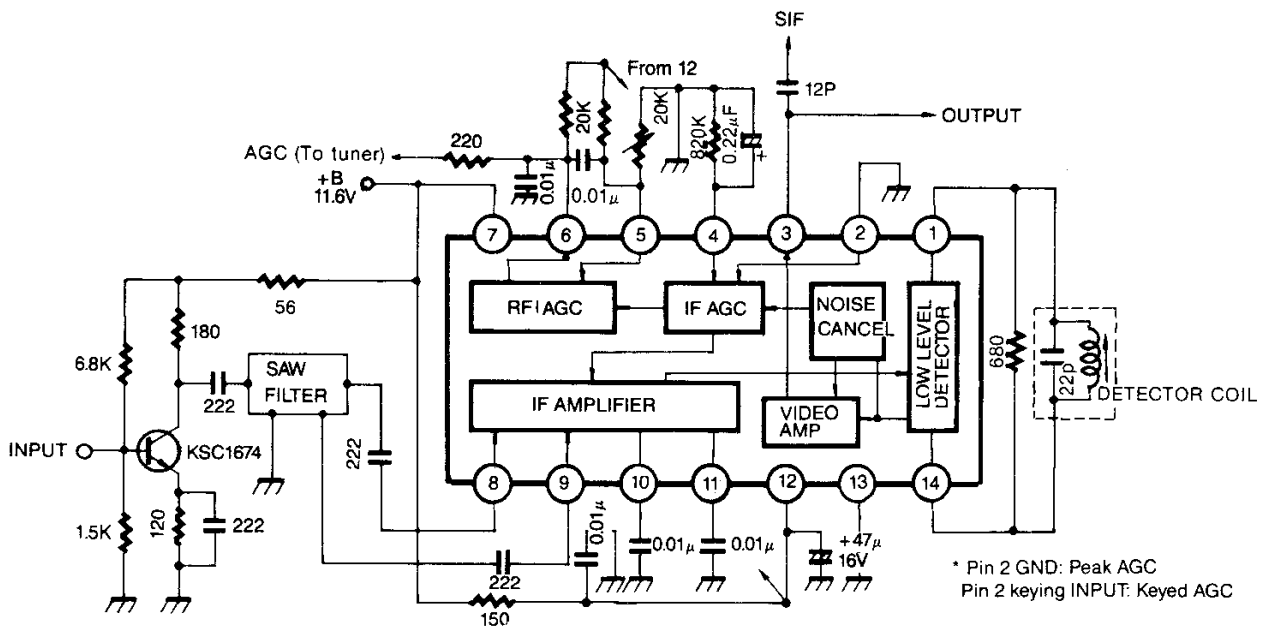 SIF
From 12
12P
OUTPUT
20K
20K
820K
0.22µF
+
220
AGC (To tuner)
0.01µ
0.01µ
+B
11.6V
7
6
5
4
3
2
1
56
180
6.8K
RF AGC
IF AGC
NOISE
CANCEL
LOW LEVEL
DETECTOR
680
22p
DETECTOR COIL
SAW
FILTER
222
IF AMPLIFIER
VIDEO
AMP
INPUT
KSC1674
222
8
9
10
11
12
13
14
1.5K
120
222
0.01µ
0.01µ
0.01µ
+47µ
16V
222
150
* Pin 2 GND: Peak AGC
Pin 2 keying INPUT: Keyed AGC